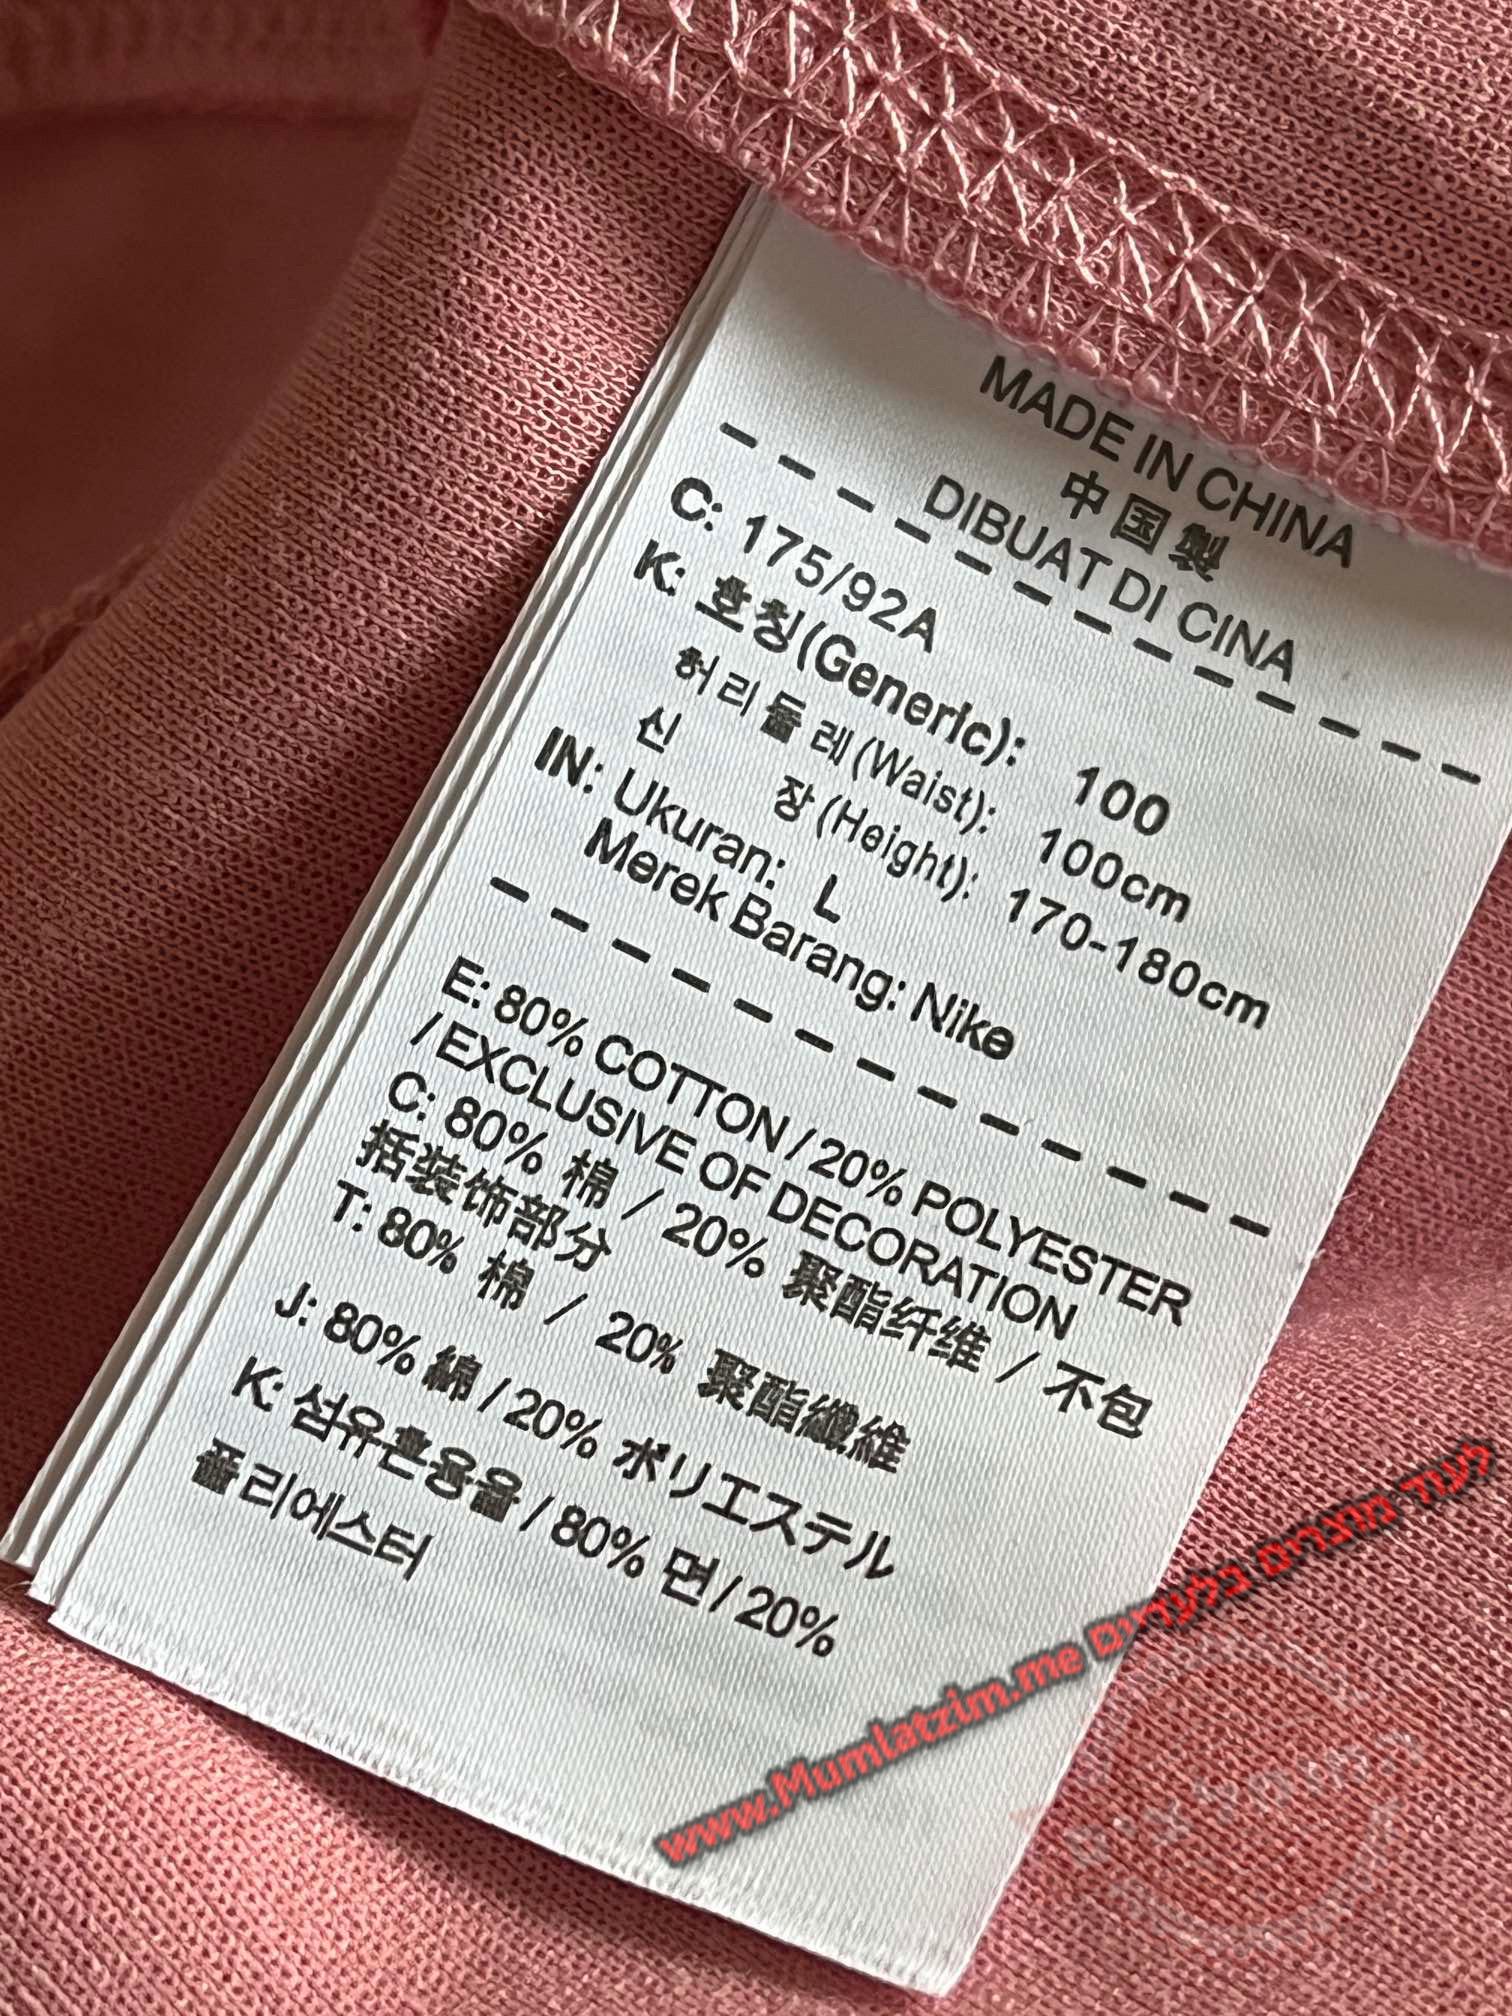 MADE IN CHINA
中国製
DIBUAT DI CINA
C: 175/92A
K: 호칭(Generic): 100
허리둘레(Waist): 100cm
신 장(Height): 170-180cm
IN: Ukuran: L
Merek Barang: Nike
E: 80% COTTON / 20% POLYESTER
/ EXCLUSIVE OF DECORATION
C: 80% 棉 / 20% 聚酯纤维 / 不包
括装饰部分
T: 80% 棉 / 20% 聚酯纖維
J: 80% 綿 / 20% ポリエステル
K: 섬유혼용율 / 80% 면 / 20%
폴리에스터
לעוד מוצרים בלעדיים www.Mumlatzim.me